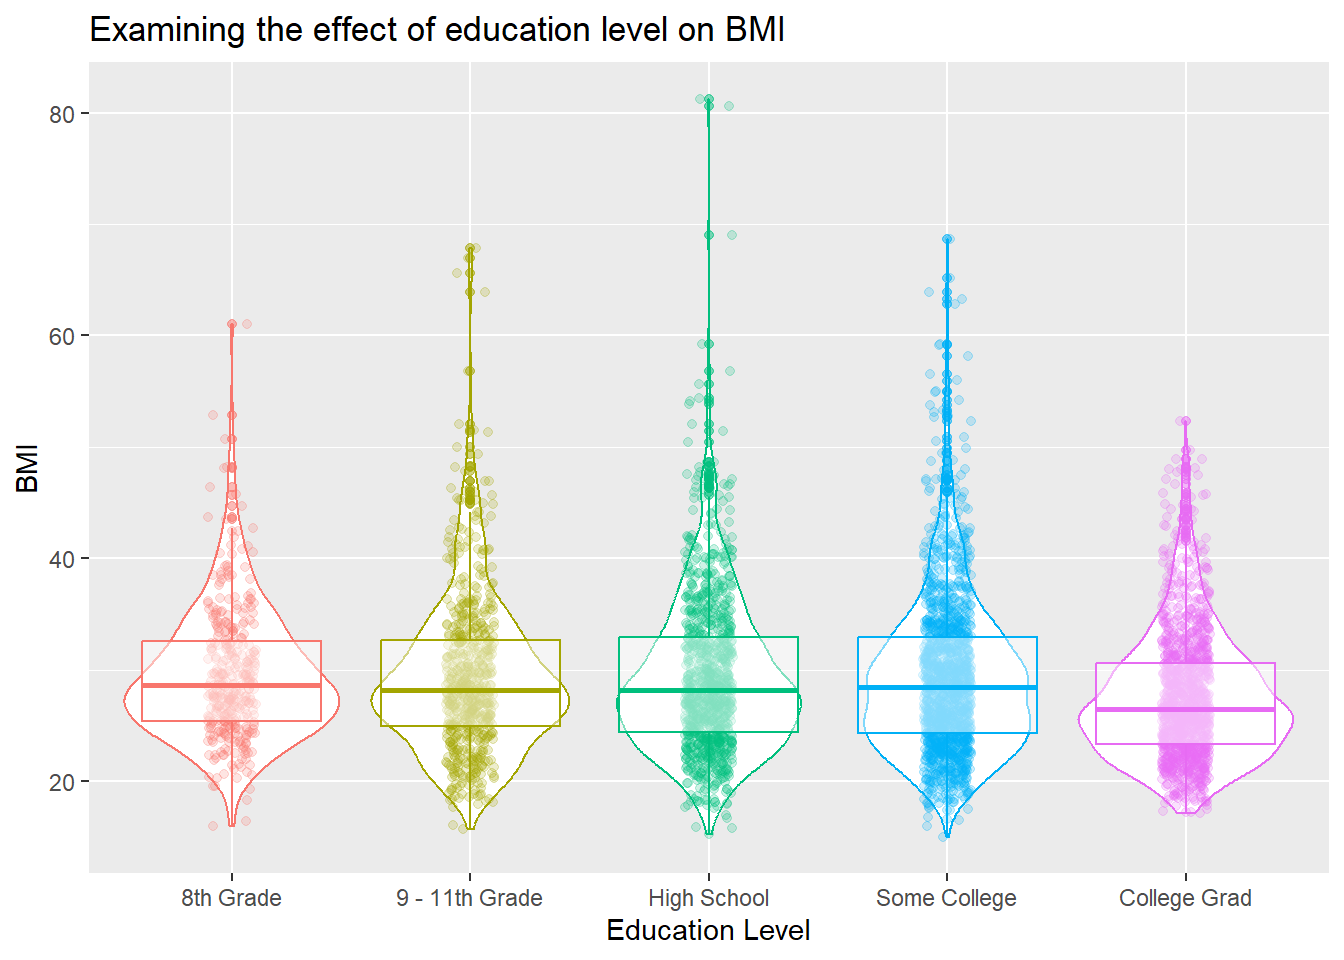 Examining the effect of education level on BMI
80
60
40
20
BMI
8th Grade
9 - 11th Grade
High School
Some College
College Grad
Education Level